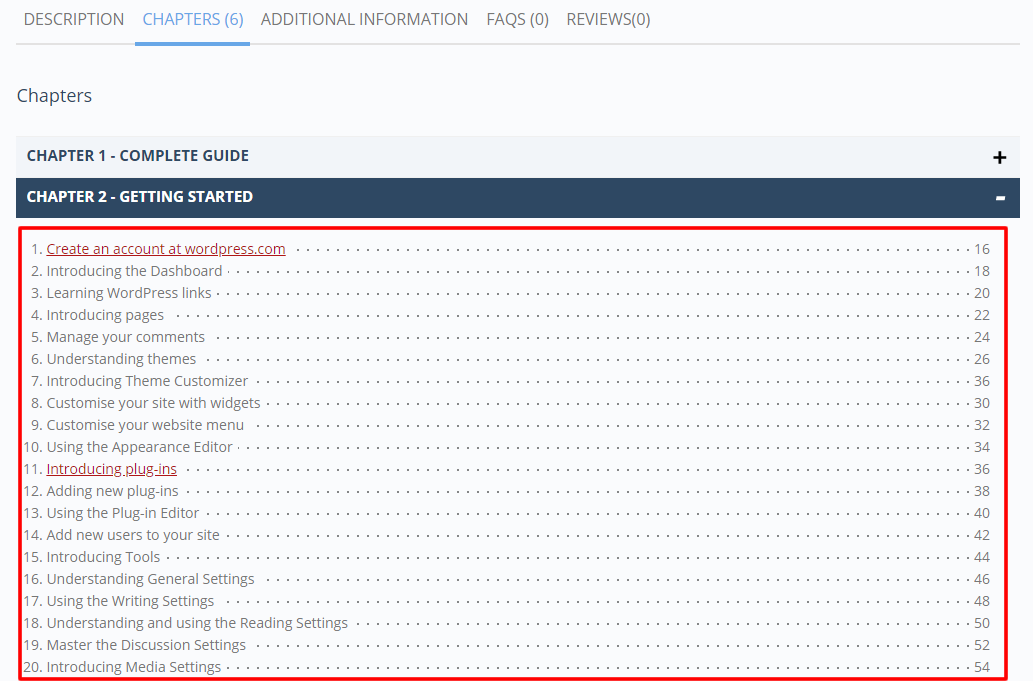 DESCRIPTION CHAPTERS (6) ADDITIONAL INFORMATION FAQS (0) REVIEWS(0)
Chapters
CHAPTER 1 - COMPLETE GUIDE +
CHAPTER 2 - GETTING STARTED -
1. Create an account at wordpress.com 16
2. Introducing the Dashboard 18
3. Learning WordPress links 20
4. Introducing pages 22
5. Manage your comments 24
6. Understanding themes 26
7. Introducing Theme Customizer 36
8. Customise your site with widgets 30
9. Customise your website menu 32
10. Using the Appearance Editor 34
11. Introducing plug-ins 36
12. Adding new plug-ins 38
13. Using the Plug-in Editor 40
14. Add new users to your site 42
15. Introducing Tools 44
16. Understanding General Settings 46
17. Using the Writing Settings 48
18. Understanding and using the Reading Settings 50
19. Master the Discussion Settings 52
20. Introducing Media Settings 54